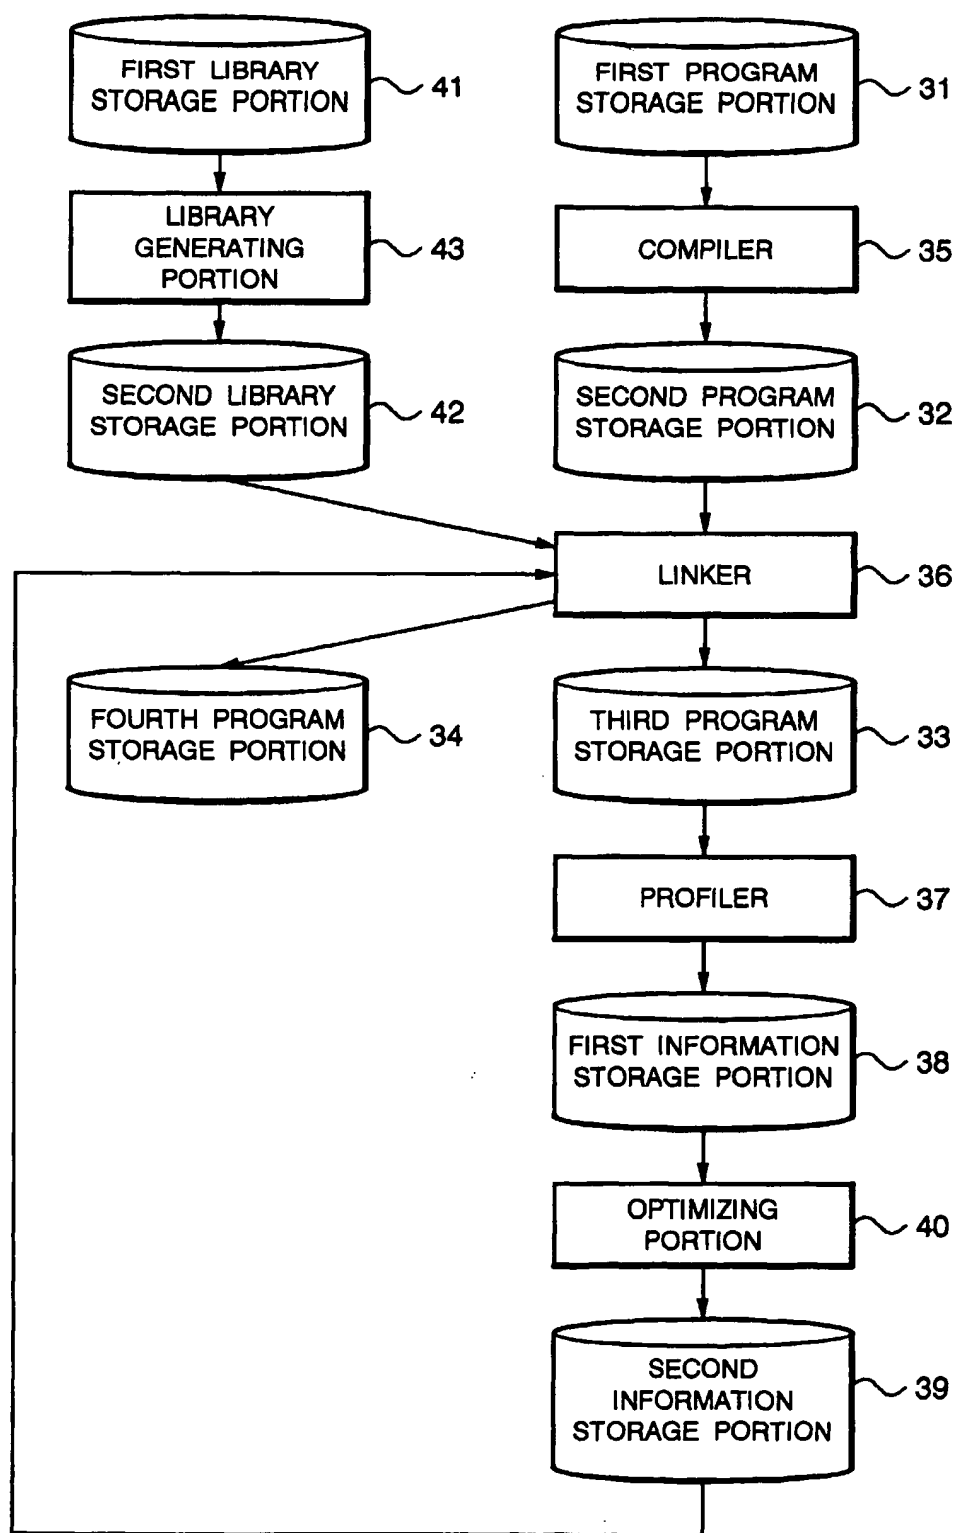 FIRST LIBRARY
STORAGE PORTION
41
FIRST PROGRAM
STORAGE PORTION
31
LIBRARY
GENERATING
PORTION
43
COMPILER
35
SECOND LIBRARY
STORAGE PORTION
42
SECOND PROGRAM
STORAGE PORTION
32
LINKER
36
FOURTH PROGRAM
STORAGE PORTION
34
THIRD PROGRAM
STORAGE PORTION
33
PROFILER
37
FIRST INFORMATION
STORAGE PORTION
38
OPTIMIZING
PORTION
40
SECOND
INFORMATION
STORAGE PORTION
39